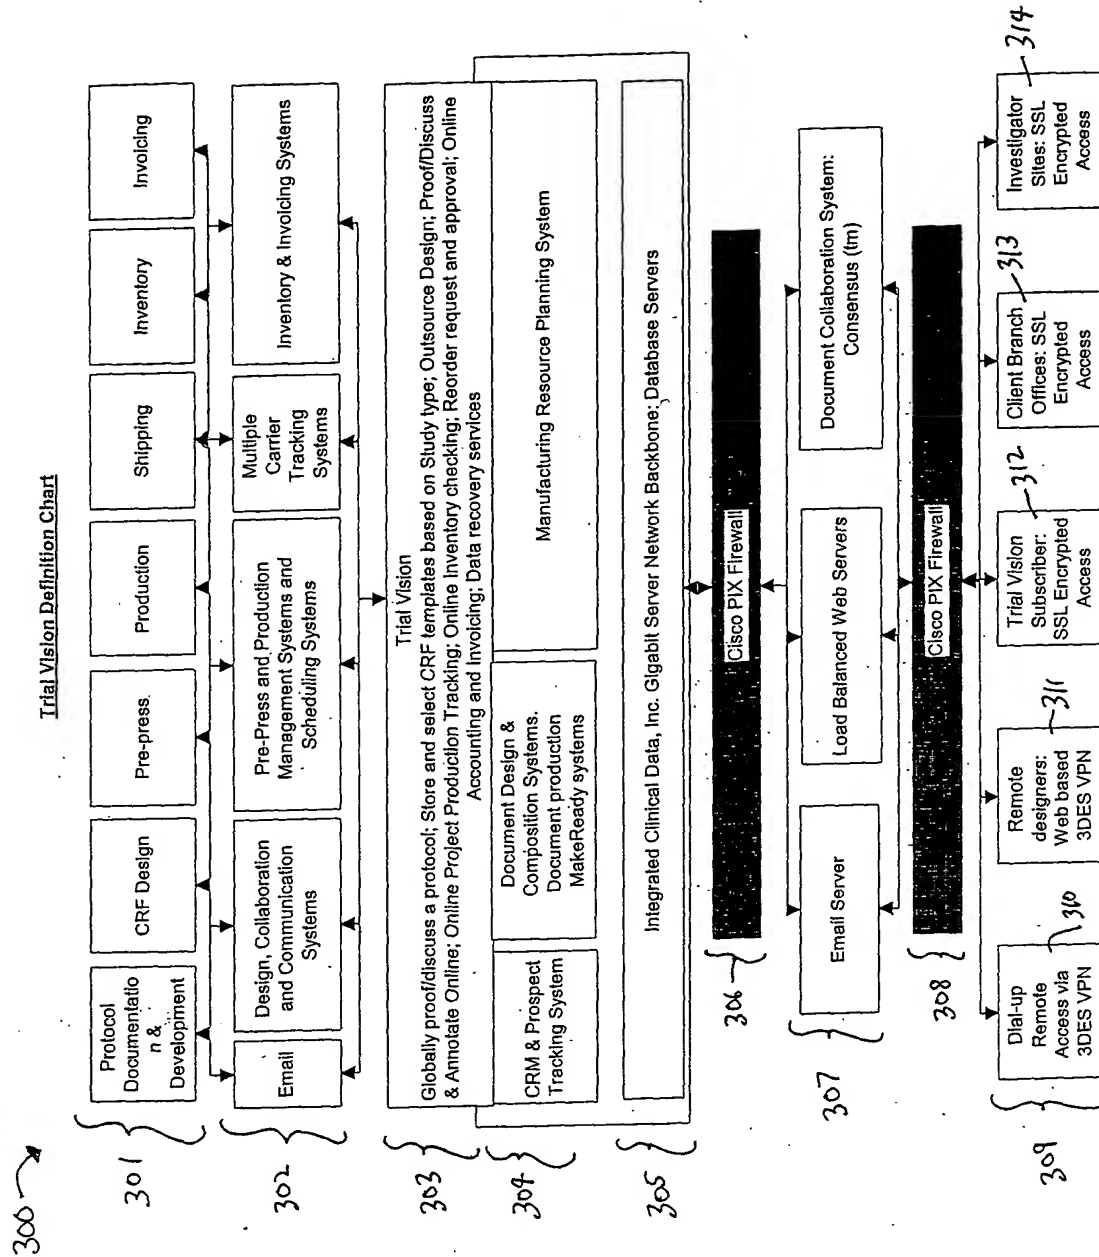 300
Trial Vision Definition Chart
301
Protocol
Documentatio
n &
Development
CRF Design
Pre-press
Production
Shipping
Inventory
Invoicing
302
Email
Design, Collaboration
and Communication
Systems
Pre-Press and Production
Management Systems and
Scheduling Systems
Multiple
Carrier
Tracking
Systems
Inventory & Invoicing Systems
303
Trial Vision
Globally proof/discuss a protocol; Store and select CRF templates based on Study type; Outsource Design; Proof/Discuss
& Annotate Online; Online Project Production Tracking; Online Inventory checking; Reorder request and approval; Online
Accounting and Invoicing; Data recovery services
304
CRM & Prospect
Tracking System
Document Design &
Composition Systems.
Document production
MakeReady systems
Manufacturing Resource Planning System
305
Integrated Clinical Data, Inc. Gigabit Server Network Backbone; Database Servers
306
Cisco PIX Firewall
307
Email Server
Load Balanced Web Servers
Document Collaboration System:
Consensus (tm)
308
Cisco PIX Firewall
309
Dial-up
Remote
Access via
3DES VPN
310
Remote
designers:
Web based
3DES VPN
311
Trial Vision
Subscriber:
SSL Encrypted
Access
312
Client Branch
Offices: SSL
Encrypted
Access
313
Investigator
Sites: SSL
Encrypted
Access
314